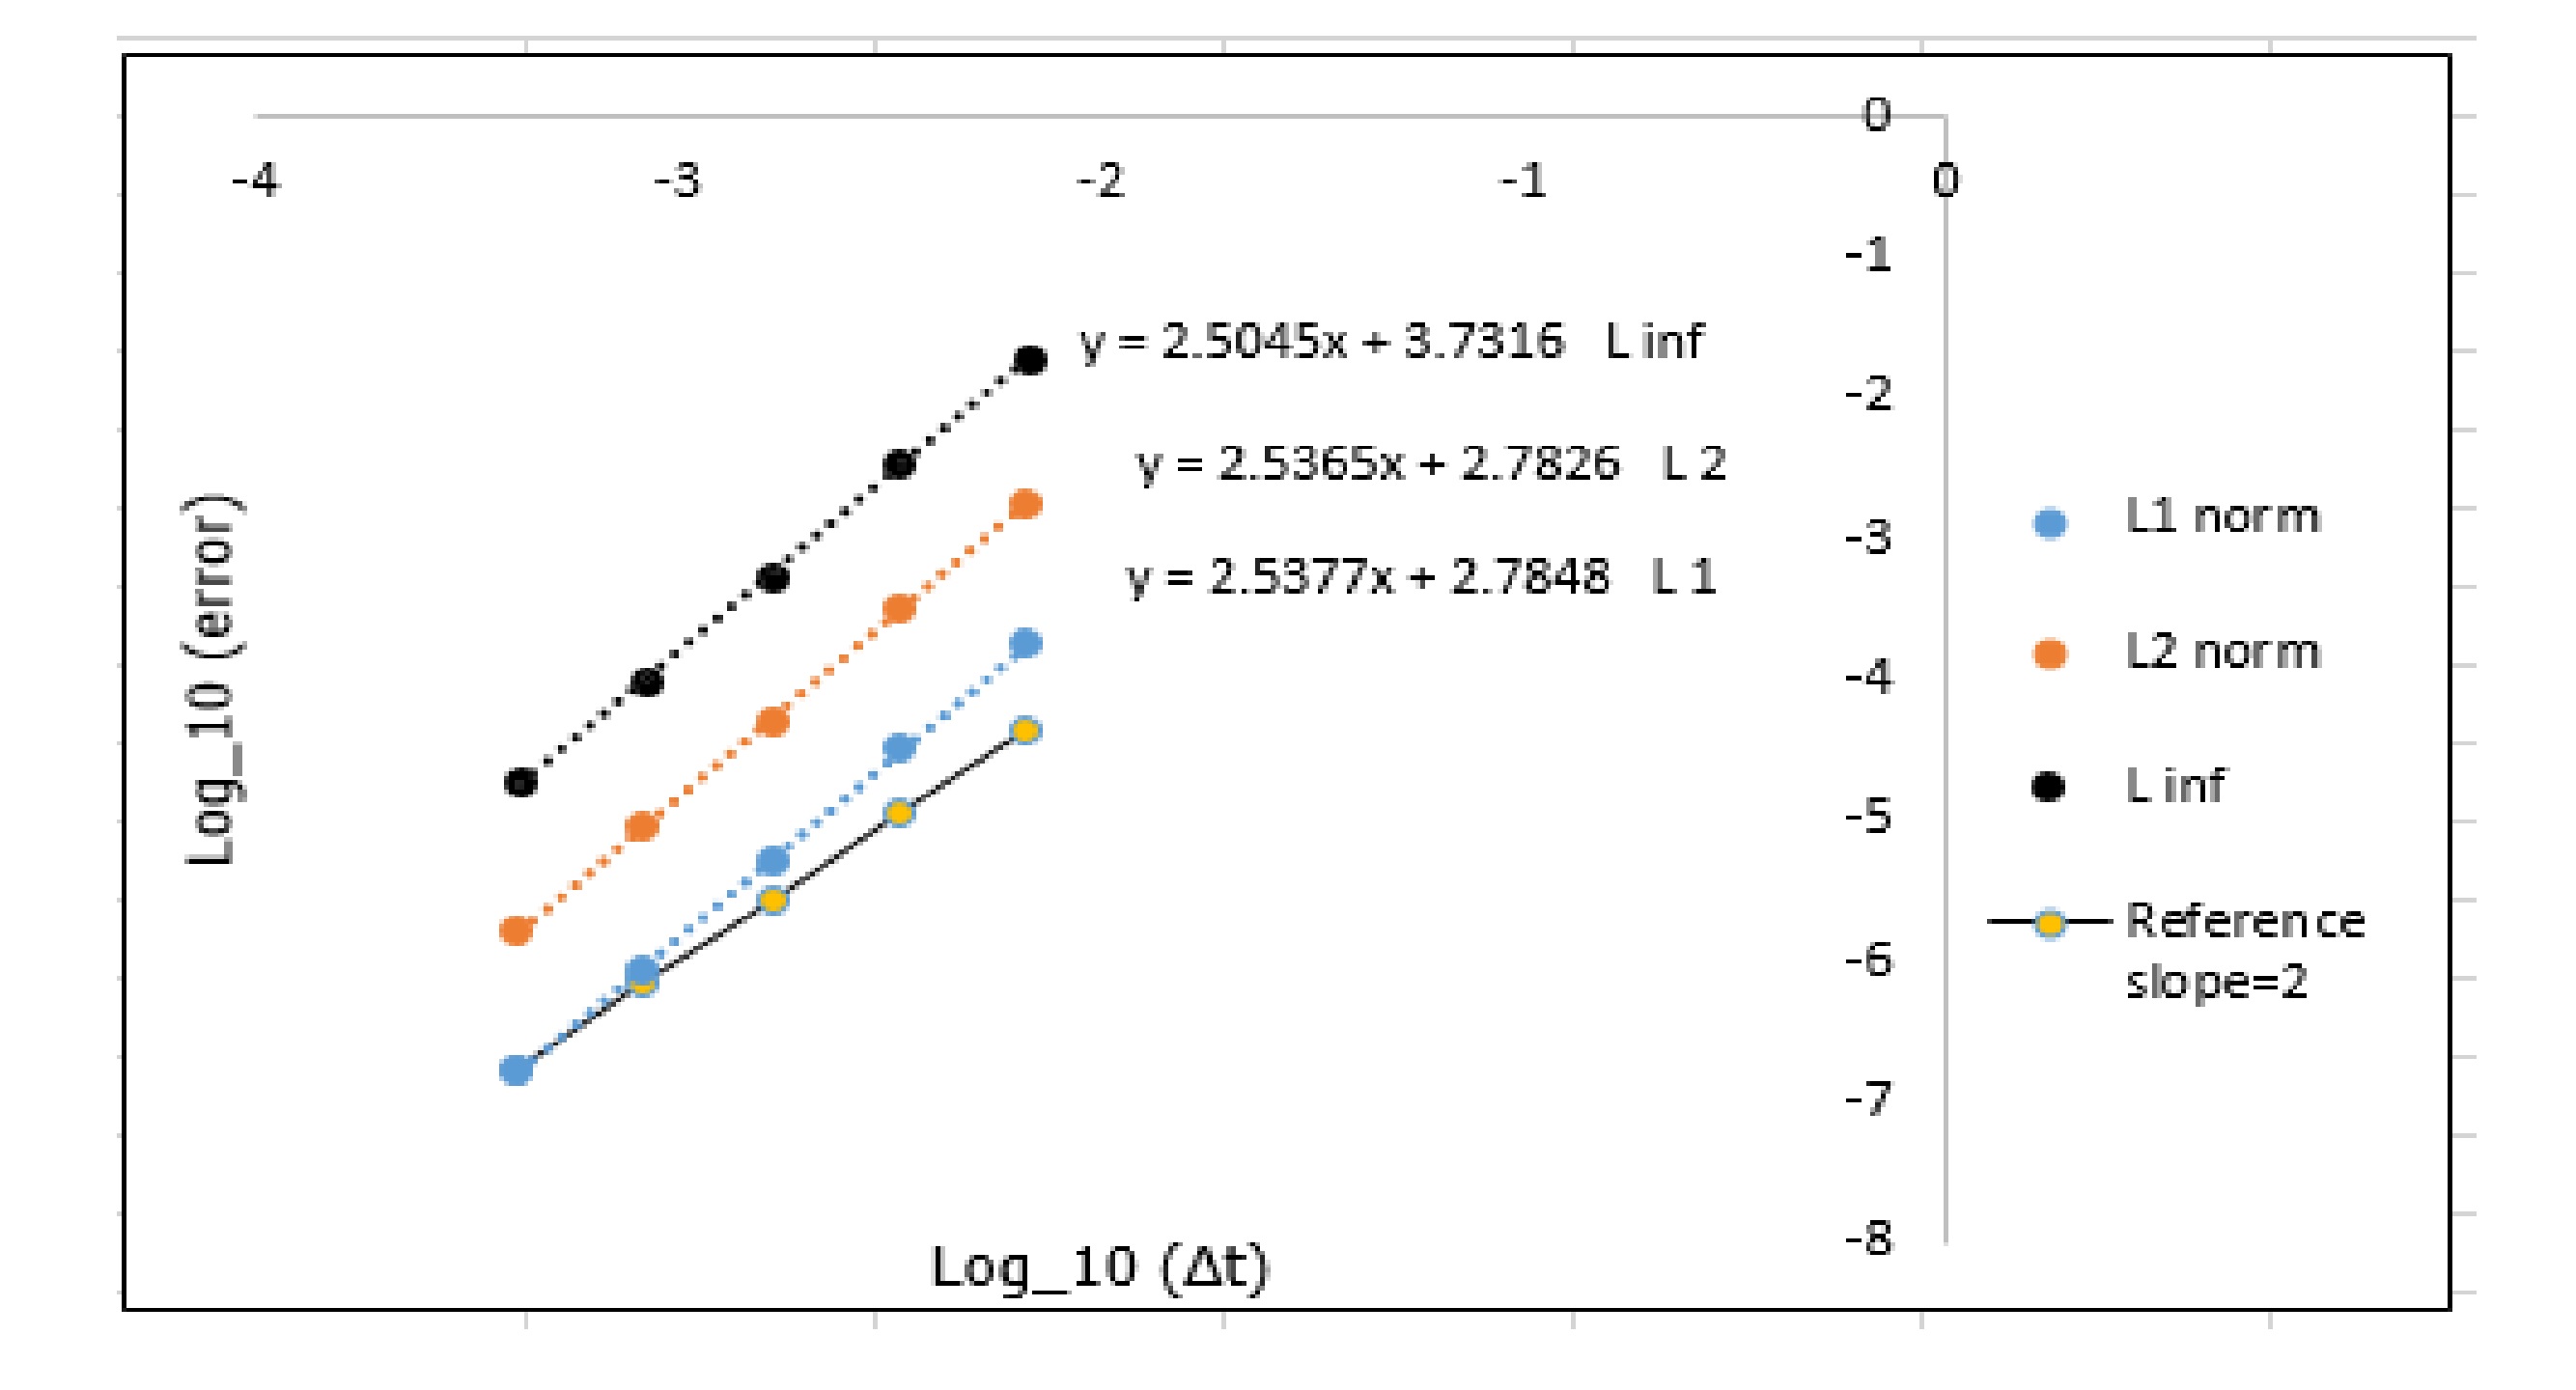 0
-4 -3 -2 -1 0
-1
y = 2.5045x + 3.7316 L inf
-2
y = 2.5365x + 2.7826 L 2
-3
y = 2.5377x + 2.7848 L 1
-4
-5
-6
-7
-8
Log_10 (error)
Log_10 (Δt)
L1 norm
L2 norm
L inf
Reference
slope=2